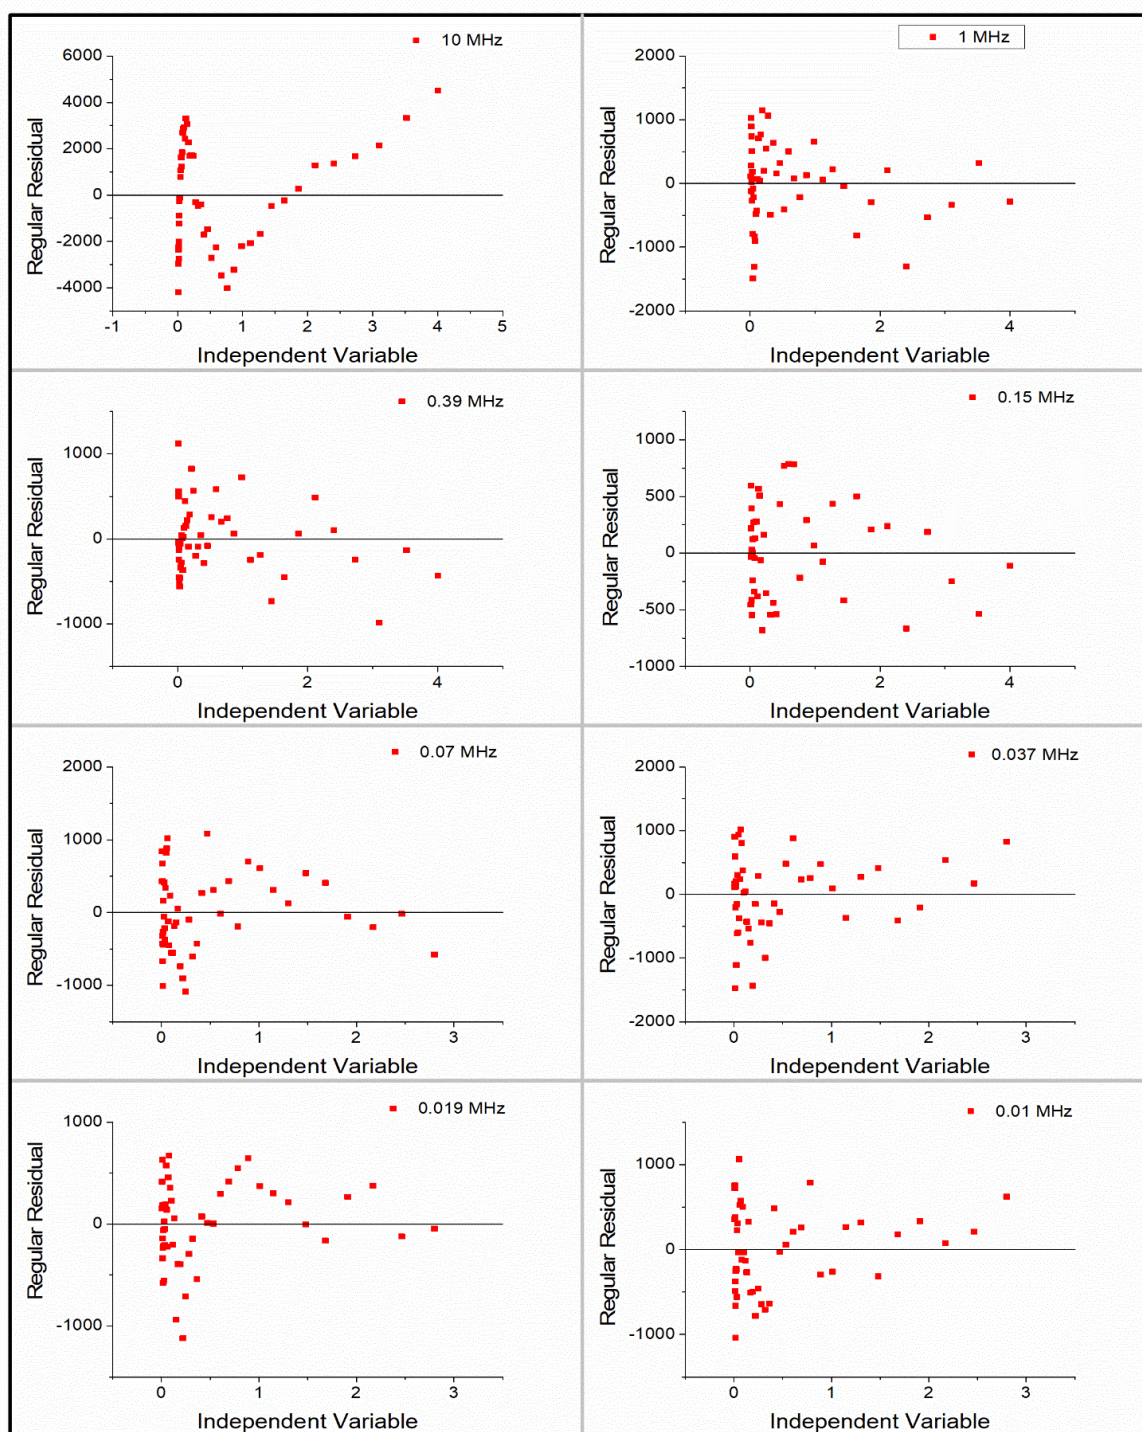 10 MHz
6000
4000
2000
0
-2000
-4000
-1 0 1 2 3 4 5
Regular Residual
Independent Variable
1 MHz
2000
1000
0
-1000
-2000
0 2 4
Regular Residual
Independent Variable
0.39 MHz
1000
0
-1000
0 2 4
Regular Residual
Independent Variable
0.15 MHz
1000
500
0
-500
-1000
0 2 4
Regular Residual
Independent Variable
0.07 MHz
2000
1000
0
-1000
0 1 2 3
Regular Residual
Independent Variable
0.037 MHz
2000
1000
0
-1000
-2000
0 1 2 3
Regular Residual
Independent Variable
0.019 MHz
1000
0
-1000
0 1 2 3
Regular Residual
Independent Variable
0.01 MHz
1000
0
-1000
0 1 2 3
Regular Residual
Independent Variable